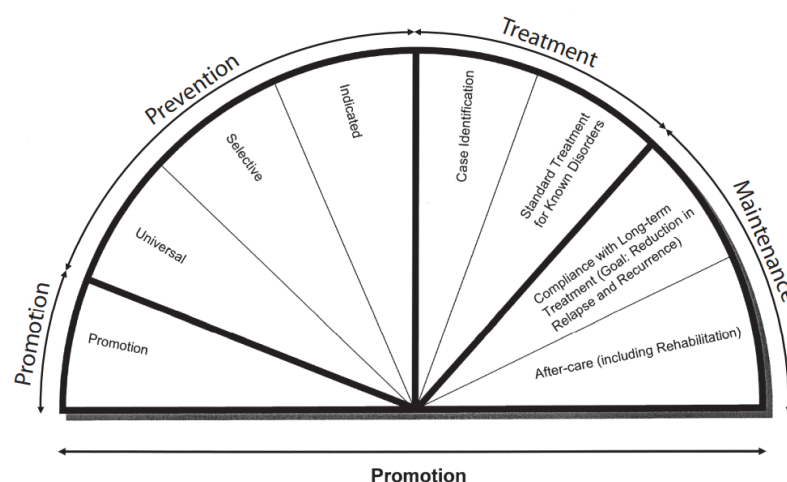 Treatment
Prevention
Indicated
Case Identification
Selective
Standard Treatment
for Known Disorders
Universal
Compliance with Long-term
Treatment (Goal: Reduction in
Relapse and Recurrence)
Maintenance
Promotion
Promotion
After-care (including Rehabilitation)
Promotion